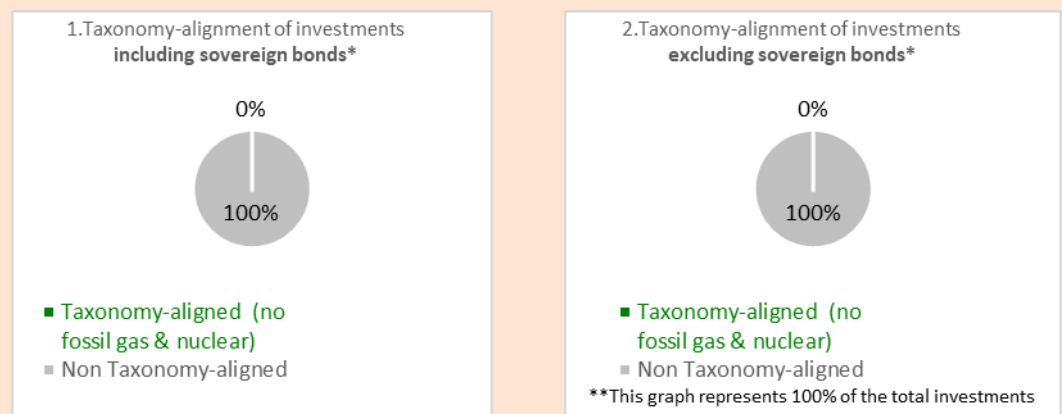 1.Taxonomy-alignment of investments
including sovereign bonds*
0%
100%
Taxonomy-aligned (no
fossil gas & nuclear)
Non Taxonomy-aligned
2.Taxonomy-alignment of investments
excluding sovereign bonds*
0%
100%
Taxonomy-aligned (no
fossil gas & nuclear)
Non Taxonomy-aligned
**This graph represents 100% of the total investments